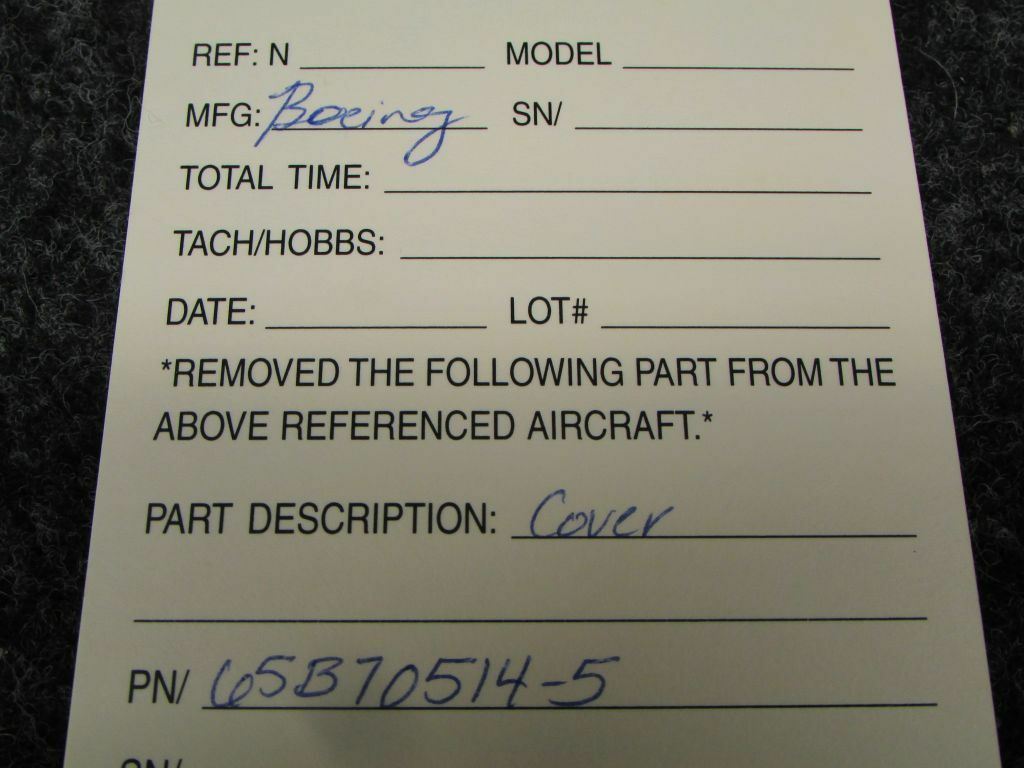 REF: N MODEL
MFG: Boeing SN/
TOTAL TIME:
TACH/HOBBS:
DATE: LOT#
*REMOVED THE FOLLOWING PART FROM THE
ABOVE REFERENCED AIRCRAFT.*
PART DESCRIPTION: Cover
PN/ 65B70514-5
SN/